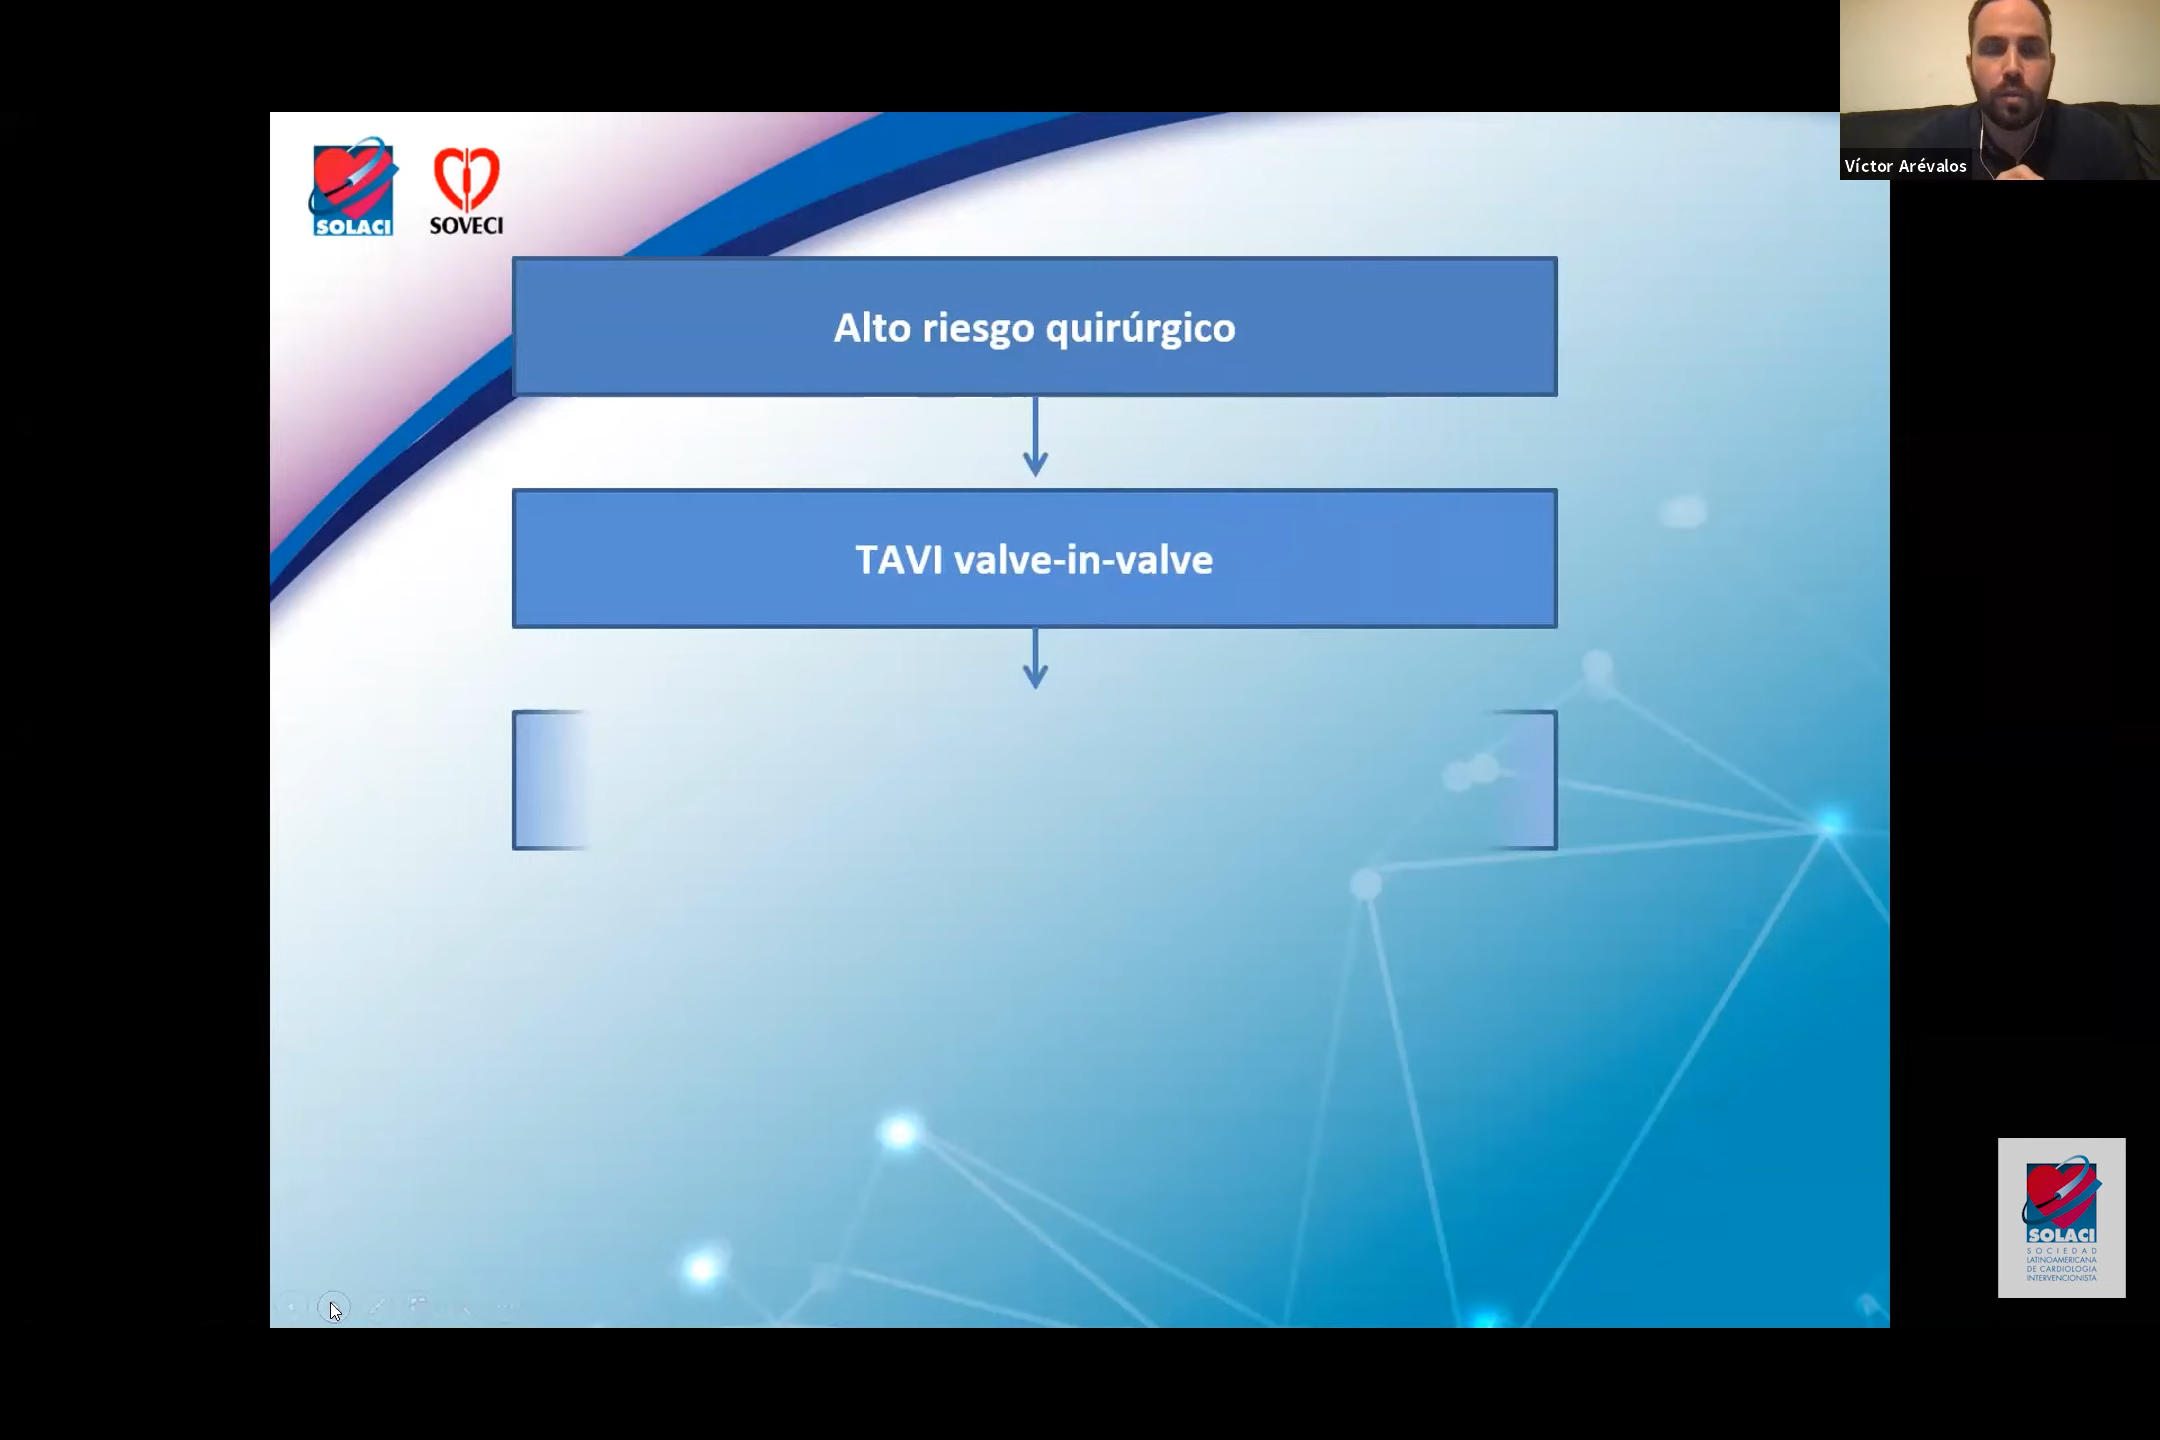 Víctor Arévalos
SOLACI
SOVECI
Alto riesgo quirúrgico
TAVI valve-in-valve
SOLACI
SOCIEDAD
LATINOAMERICANA
DE CARDIOLOGIA
INTERVENCIONISTA